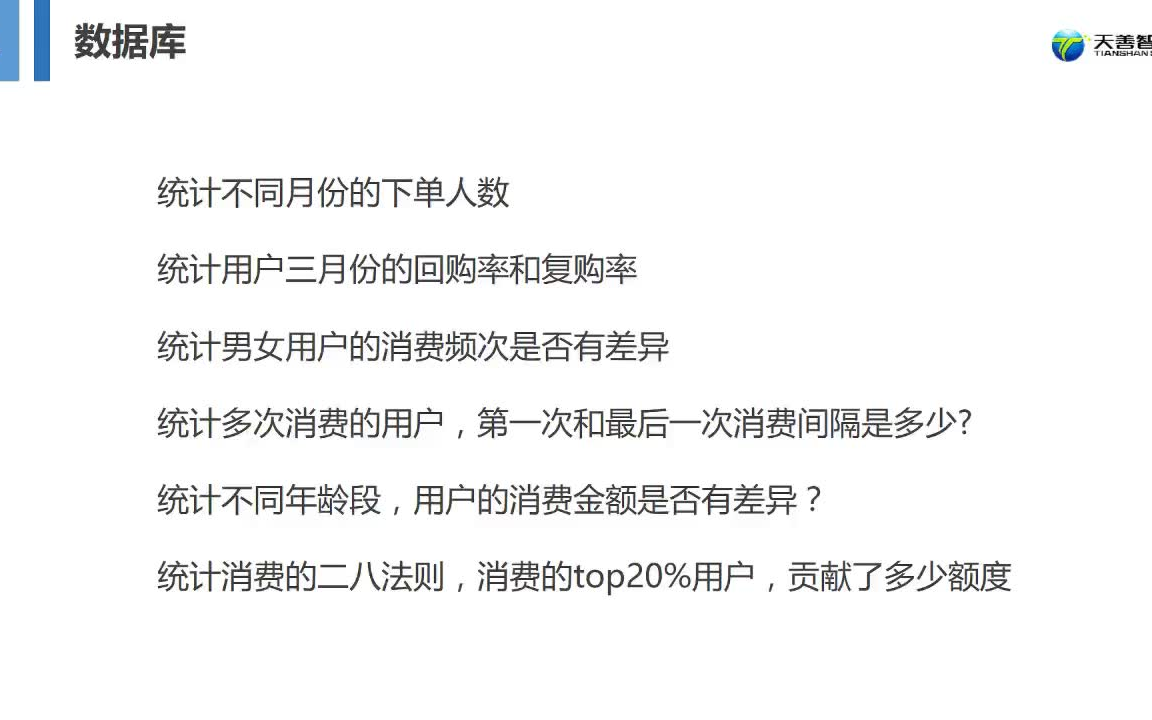 数据库
天善智
TIANSHAN
统计不同月份的下单人数
统计用户三月份的回购率和复购率
统计男女用户的消费频次是否有差异
统计多次消费的用户，第一次和最后一次消费间隔是多少?
统计不同年龄段，用户的消费金额是否有差异？
统计消费的二八法则，消费的top20%用户，贡献了多少额度